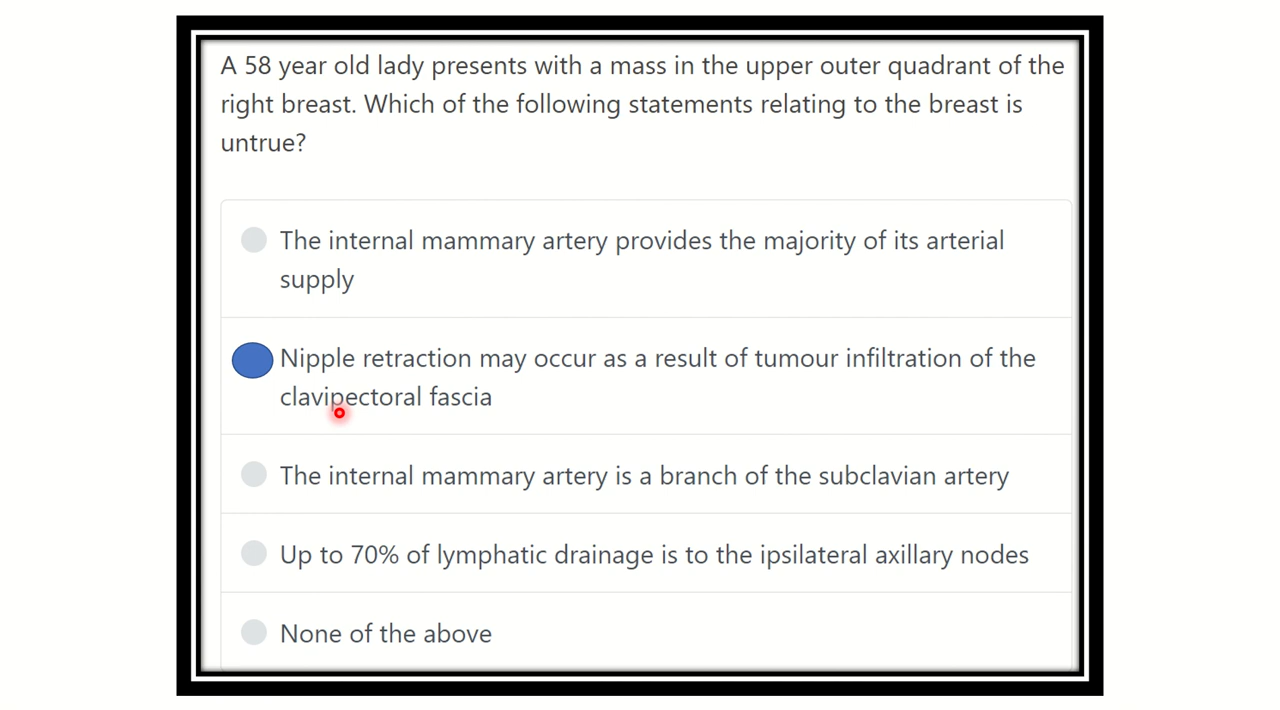 A 58 year old lady presents with a mass in the upper outer quadrant of the
right breast. Which of the following statements relating to the breast is
untrue?
The internal mammary artery provides the majority of its arterial
supply
Nipple retraction may occur as a result of tumour infiltration of the
clavipectoral fascia
The internal mammary artery is a branch of the subclavian artery
Up to 70% of lymphatic drainage is to the ipsilateral axillary nodes
None of the above